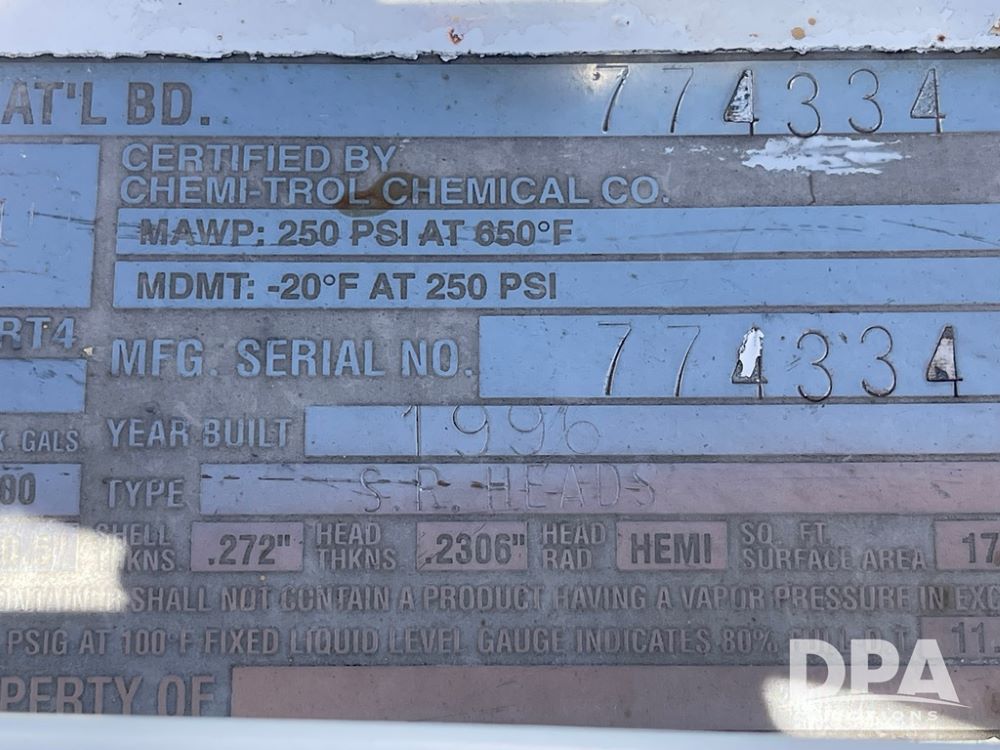 AT'L BD. 774334
CERTIFIED BY
CHEMI-TROL CHEMICAL CO.
MAWP: 250 PSI AT 650°F
MDMT: -20°F AT 250 PSI
RT4
MFG. SERIAL NO. 774334
GALS YEAR BUILT 1996
00 TYPE S.R. HEADS
SHELL THKNS .272" HEAD THKNS .2306" HEAD RAD HEMI SQ. FT. SURFACE AREA 17
SHALL NOT CONTAIN A PRODUCT HAVING A VAPOR PRESSURE IN EXC
PSIG AT 100°F FIXED LIQUID LEVEL GAUGE INDICATES 80% FULL D.T. 11.
PERTY OF
DPA
AUCTIONS